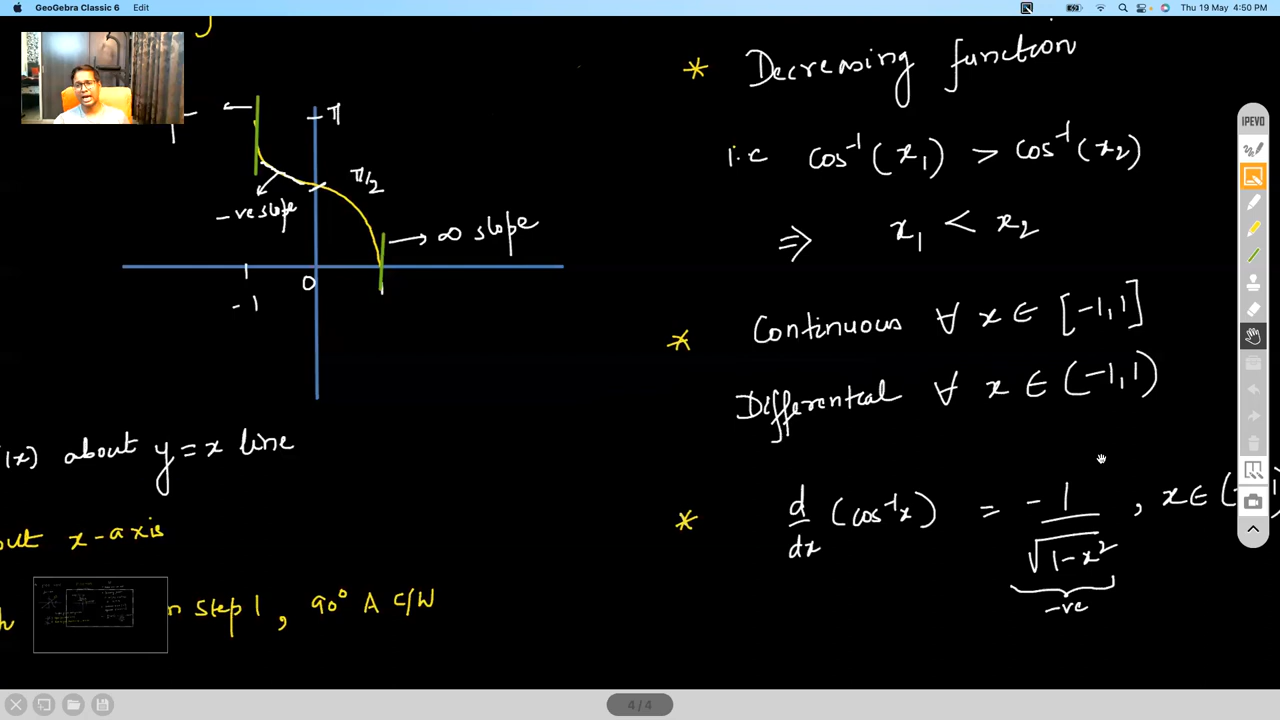 GeoGebra Classic 6 Edit
Thu 19 May 4:50 PM
π
π/2
-ve slope
∞ slope
-1
0
(x) about y = x line
out x-axis
n step 1, 90° A C/W
* Decreasing function
i.e cos⁻¹(x₁) > cos⁻¹(x₂)
⇒ x₁ < x₂
* Continuous ∀ x ∈ [-1,1]
Differential ∀ x ∈ (-1,1)
* d/dx (cos⁻¹x) = -1/√(1-x²) , x ∈ (-1
-ve
IPEVO
4 / 4